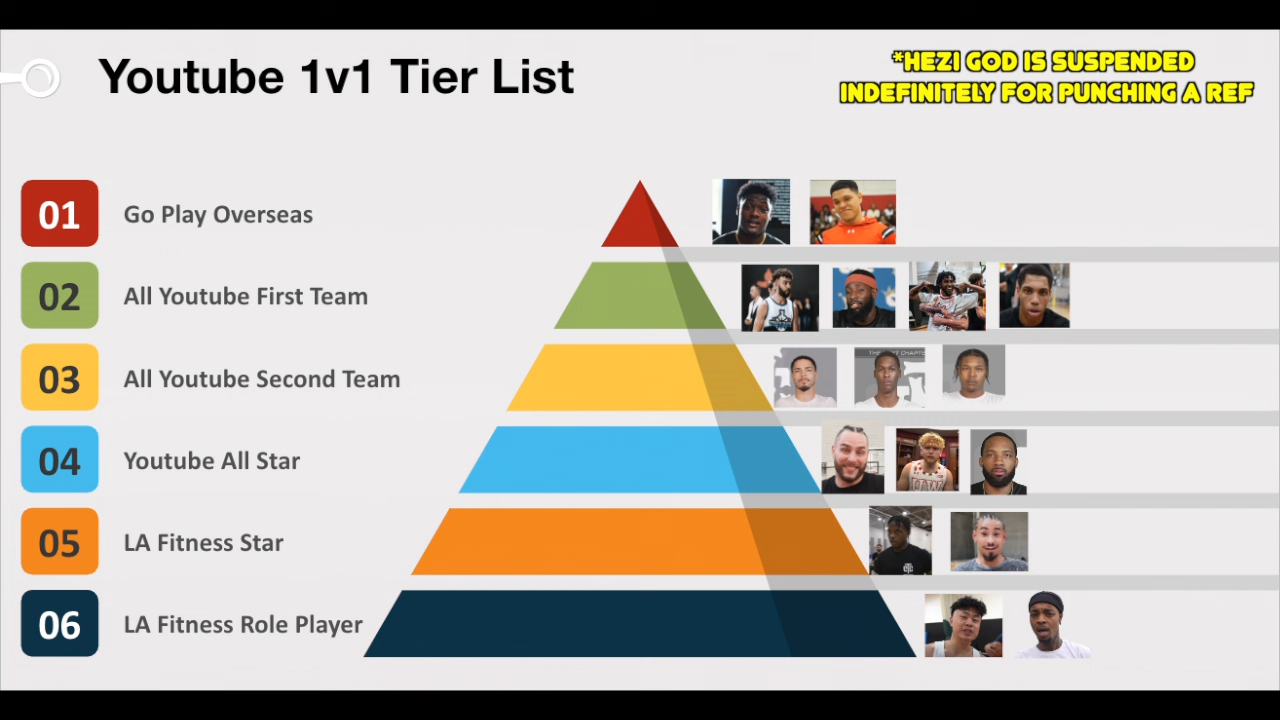 Youtube 1v1 Tier List
*HEZI GOD IS SUSPENDED
INDEFINITELY FOR PUNCHING A REF
01 Go Play Overseas
02 All Youtube First Team
03 All Youtube Second Team
04 Youtube All Star
05 LA Fitness Star
06 LA Fitness Role Player